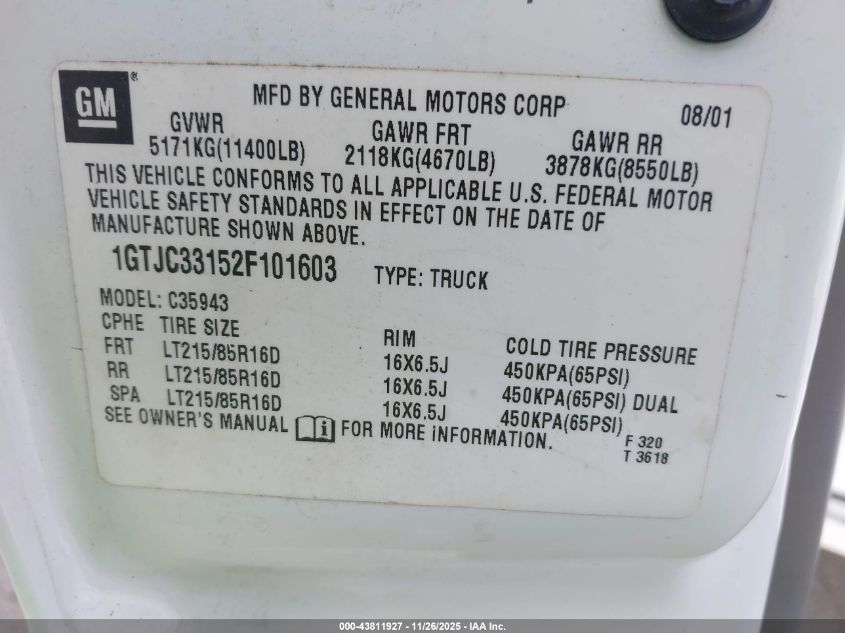 GM ®
MFD BY GENERAL MOTORS CORP 08/01
GVWR GAWR FRT GAWR RR
5171KG(11400LB) 2118KG(4670LB) 3878KG(8550LB)
THIS VEHICLE CONFORMS TO ALL APPLICABLE U.S. FEDERAL MOTOR
VEHICLE SAFETY STANDARDS IN EFFECT ON THE DATE OF
MANUFACTURE SHOWN ABOVE.
1GTJC33152F101603 TYPE: TRUCK
MODEL: C35943
CPHE TIRE SIZE RIM COLD TIRE PRESSURE
FRT LT215/85R16D 16X6.5J 450KPA(65PSI)
RR LT215/85R16D 16X6.5J 450KPA(65PSI) DUAL
SPA LT215/85R16D 16X6.5J 450KPA(65PSI)
SEE OWNER'S MANUAL i FOR MORE INFORMATION.
F 320
T 3618
000-43811927 - 11/26/2025 - IAA Inc.